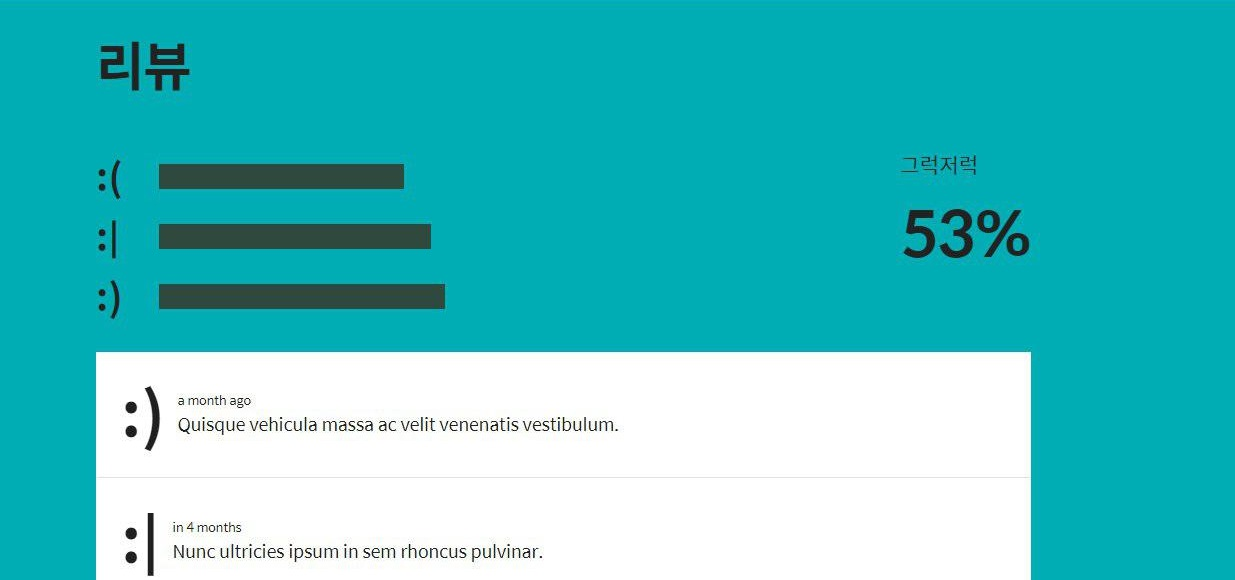 리뷰
:(
:|
:)
그럭저럭
53%
:)
a month ago
Quisque vehicula massa ac velit venenatis vestibulum.
:|
in 4 months
Nunc ultricies ipsum in sem rhoncus pulvinar.